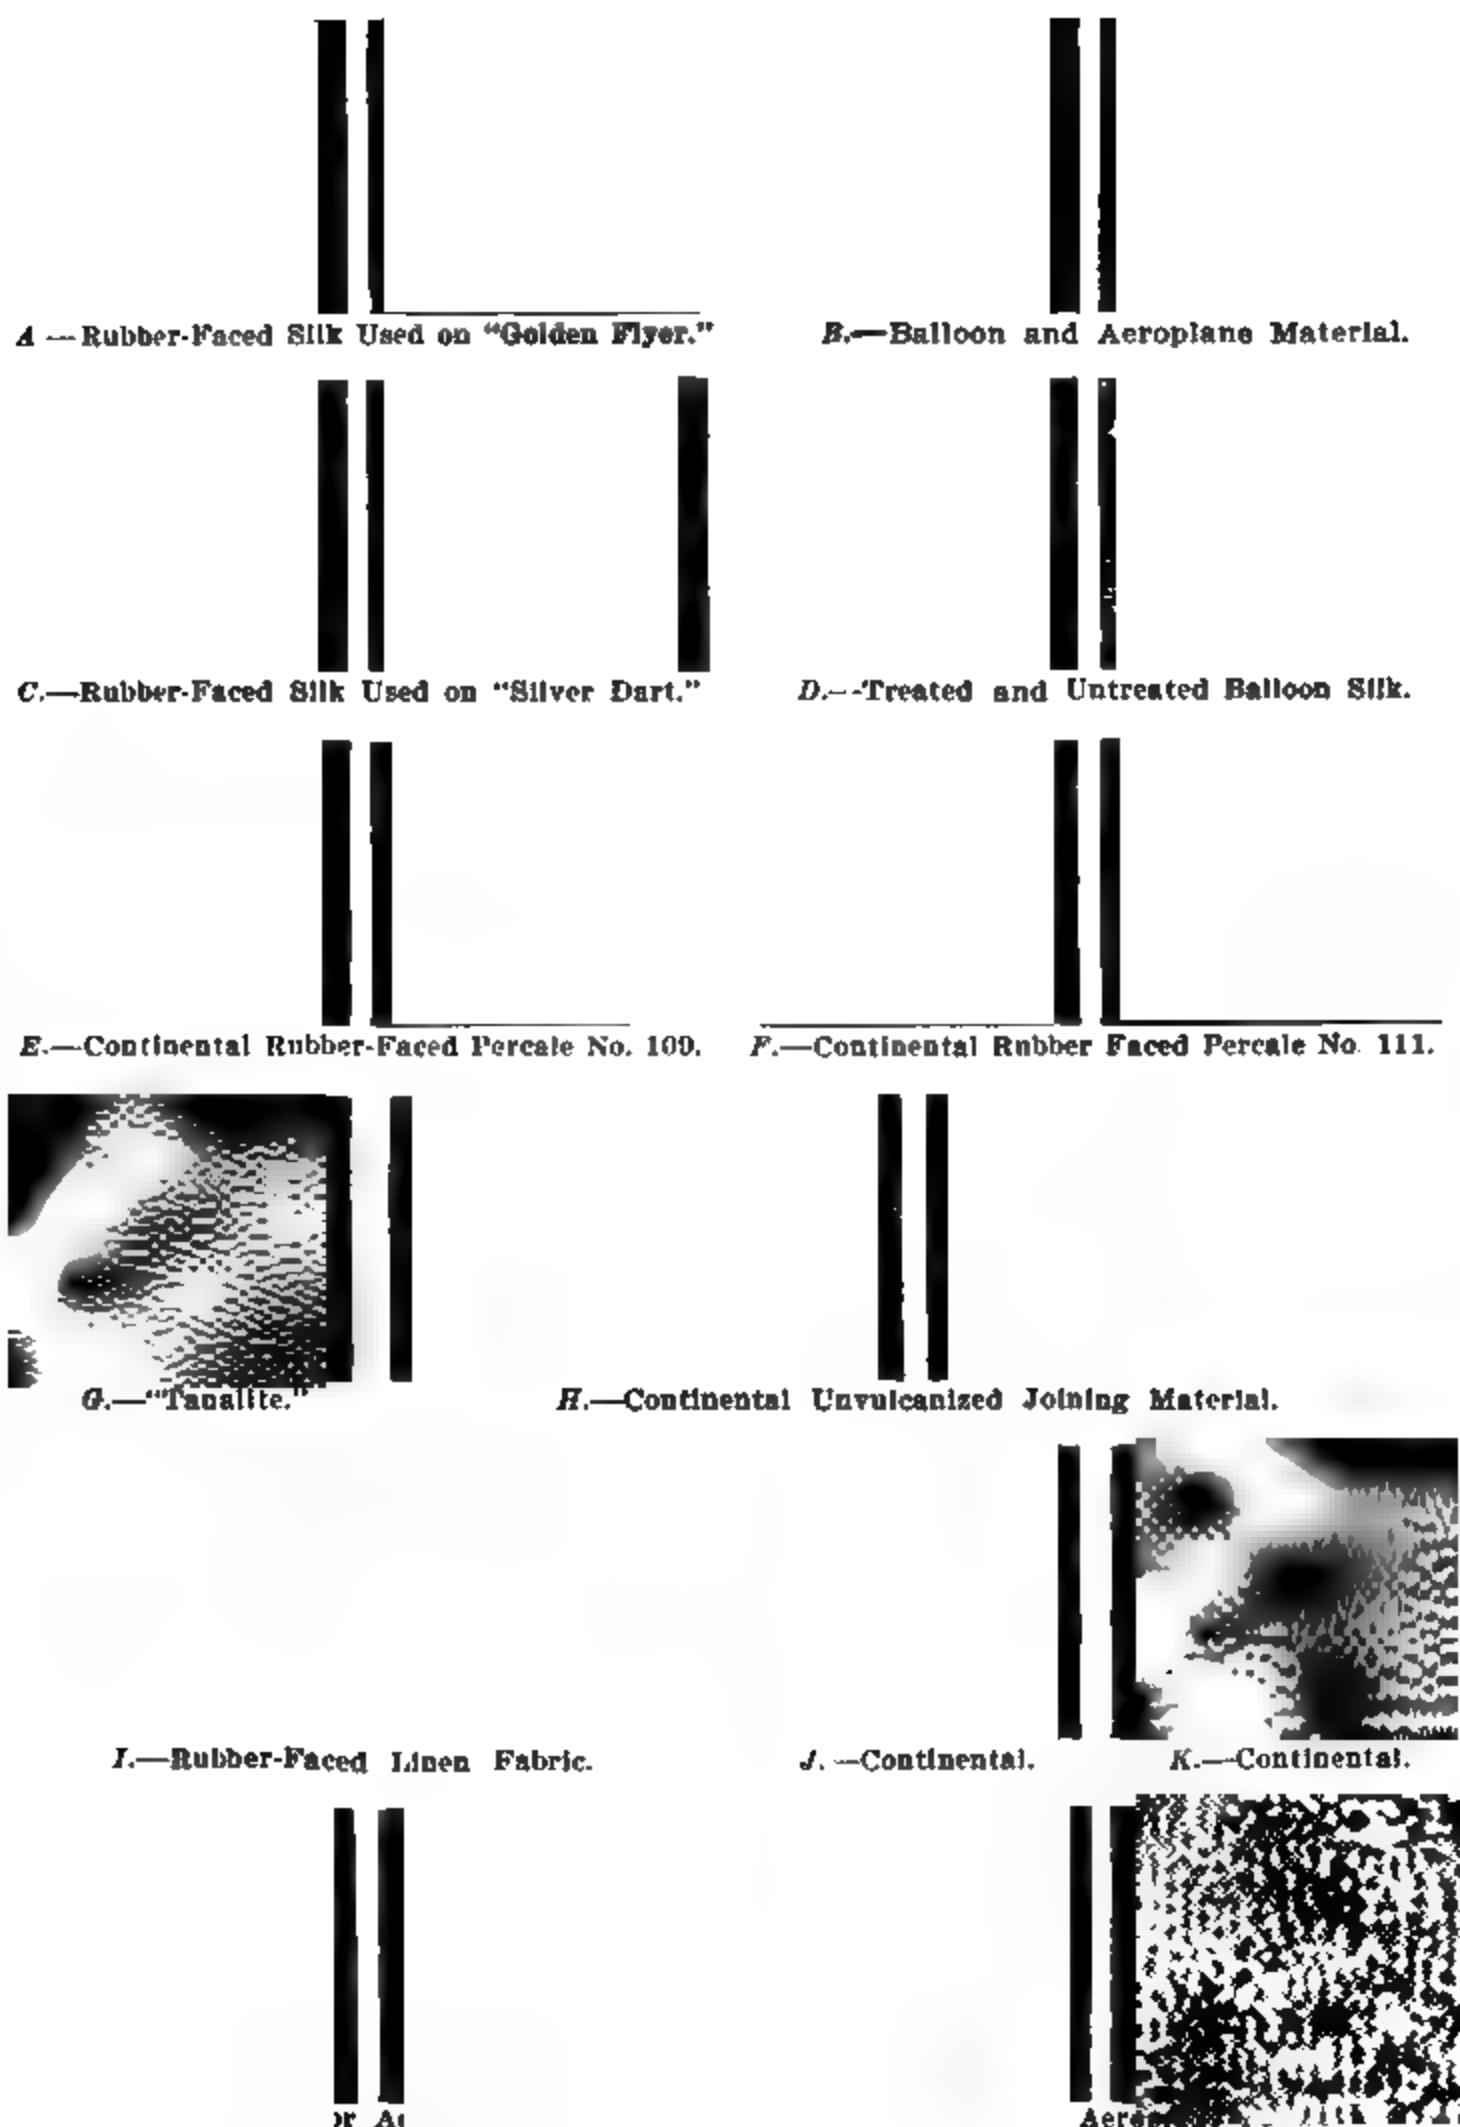 A —Rubber-Faced Silk Used on "Golden Flyer."
B.—Balloon and Aeroplane Material.
C.—Rubber-Faced Silk Used on "Silver Dart."
D.—Treated and Untreated Balloon Silk.
E.—Continental Rubber-Faced Percale No. 100.
F.—Continental Rubber Faced Percale No. 111.
G.—"Tanalite."
H.—Continental Unvulcanized Joining Material.
I.—Rubber-Faced Linen Fabric.
J.—Continental.
K.—Continental.